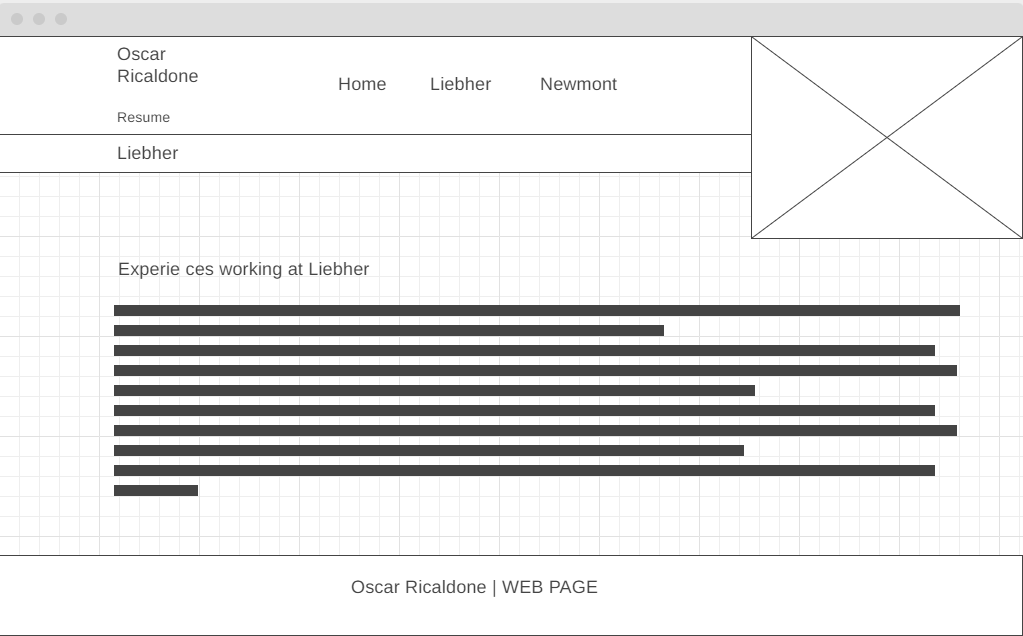 Oscar
Ricaldone
Home Liebher Newmont
Resume
Liebher
Experie ces working at Liebher
Oscar Ricaldone | WEB PAGE